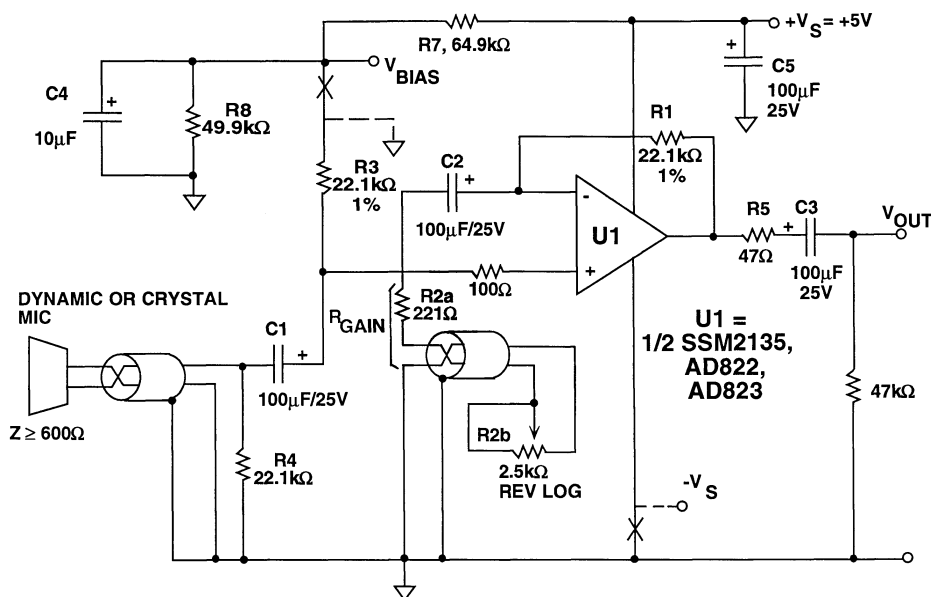 +V_S = +5V
R7, 64.9kΩ
V_BIAS
C4
+
10µF
R8
49.9kΩ
+
C5
100µF
25V
R1
22.1kΩ
1%
R3
22.1kΩ
1%
C2
+
100µF/25V
-
U1
+
R5
47Ω
+
C3
100µF
25V
V_OUT
100Ω
DYNAMIC OR CRYSTAL
MIC
Z ≥ 600Ω
C1
+
100µF/25V
R_GAIN
R2a
221Ω
U1 =
1/2 SSM2135,
AD822,
AD823
47kΩ
R4
22.1kΩ
R2b
2.5kΩ
REV LOG
-V_S